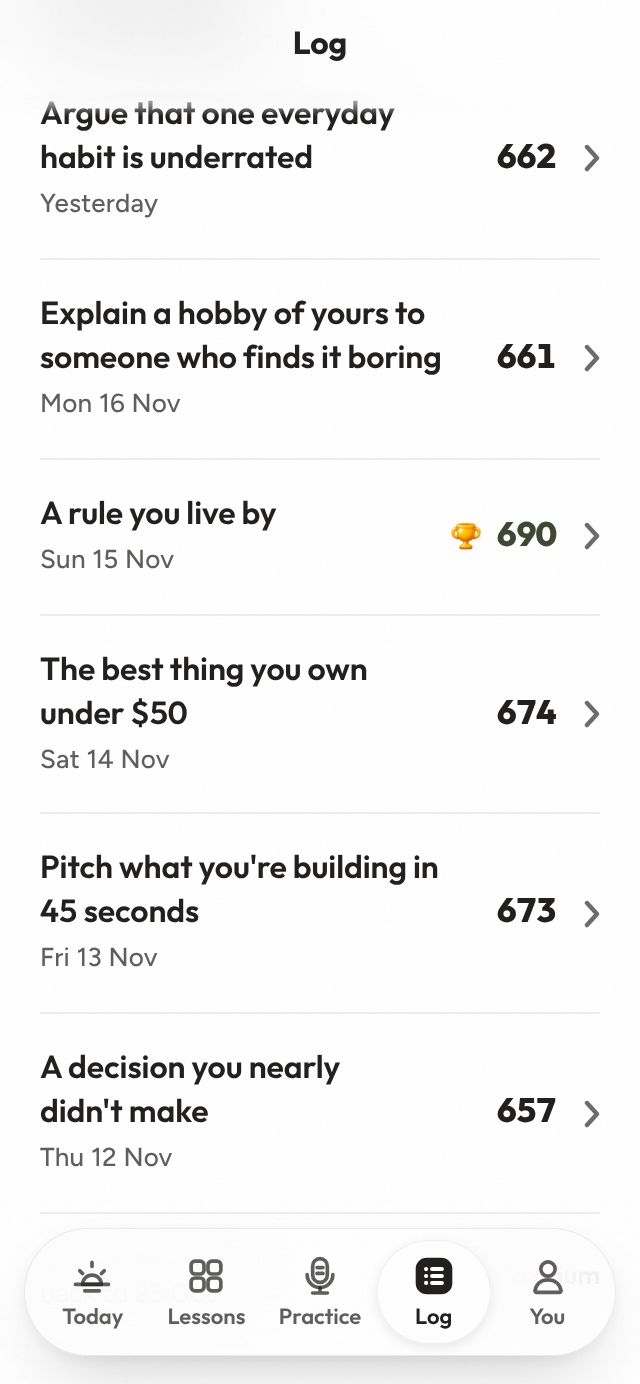 Log
Argue that one everyday
habit is underrated
662
Yesterday
Explain a hobby of yours to
someone who finds it boring
661
Mon 16 Nov
A rule you live by
690
Sun 15 Nov
The best thing you own
under $50
674
Sat 14 Nov
Pitch what you're building in
45 seconds
673
Fri 13 Nov
A decision you nearly
didn't make
657
Thu 12 Nov
Today
Lessons
Practice
Log
You